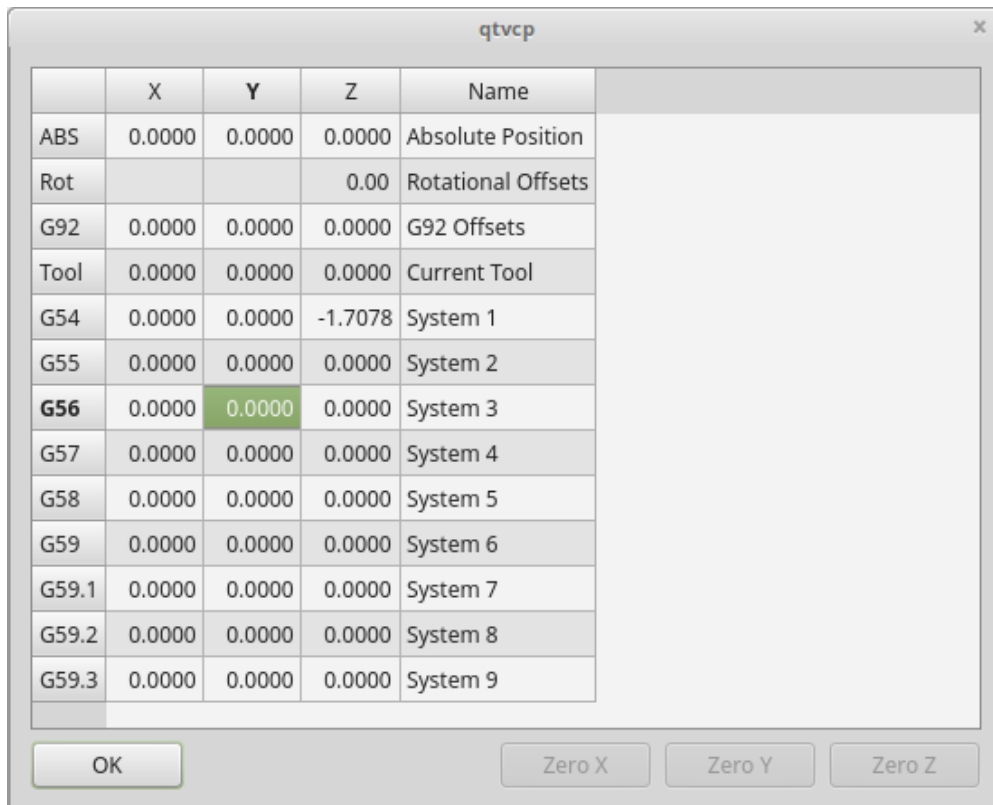 qtvcp x
X Y Z Name
ABS 0.0000 0.0000 0.0000 Absolute Position
Rot 0.00 Rotational Offsets
G92 0.0000 0.0000 0.0000 G92 Offsets
Tool 0.0000 0.0000 0.0000 Current Tool
G54 0.0000 0.0000 -1.7078 System 1
G55 0.0000 0.0000 0.0000 System 2
G56 0.0000 0.0000 0.0000 System 3
G57 0.0000 0.0000 0.0000 System 4
G58 0.0000 0.0000 0.0000 System 5
G59 0.0000 0.0000 0.0000 System 6
G59.1 0.0000 0.0000 0.0000 System 7
G59.2 0.0000 0.0000 0.0000 System 8
G59.3 0.0000 0.0000 0.0000 System 9
OK Zero X Zero Y Zero Z